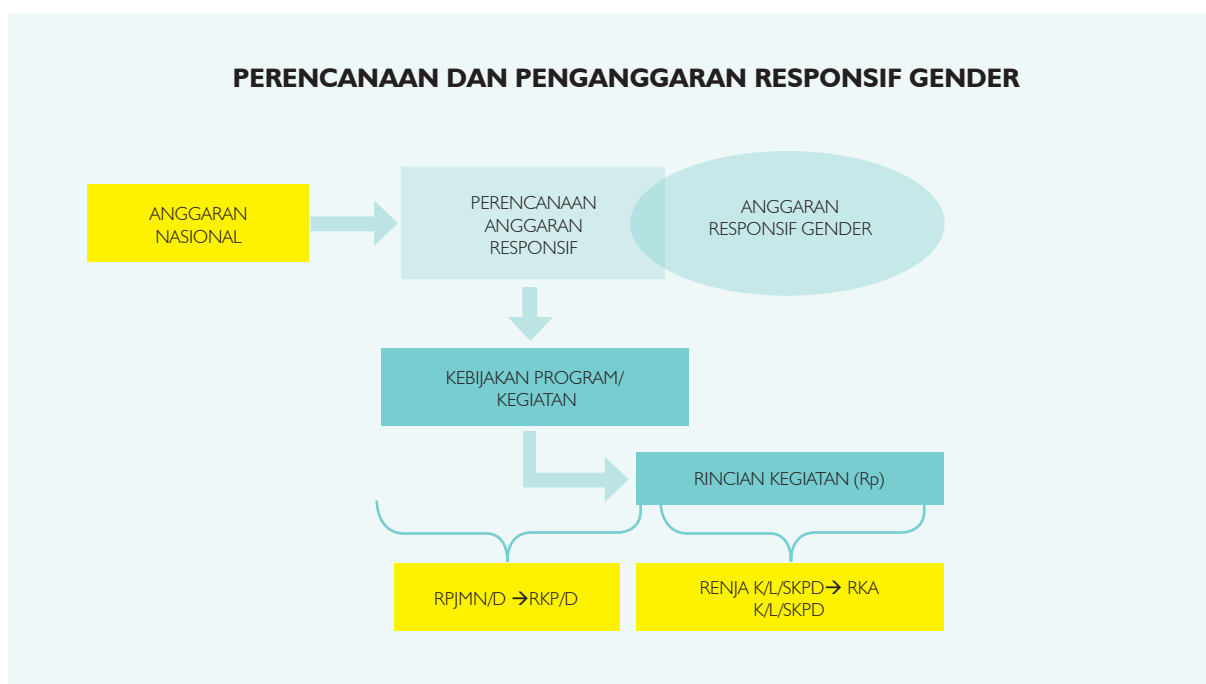 PERENCANAAN DAN PENGANGGARAN RESPONSIF GENDER
ANGGARAN
NASIONAL
PERENCANAAN
ANGGARAN
RESPONSIF
ANGGARAN
RESPONSIF GENDER
KEBIJAKAN PROGRAM/
KEGIATAN
RINCIAN KEGIATAN (Rp)
RPJMN/D →RKP/D
RENJA K/L/SKPD→ RKA
K/L/SKPD